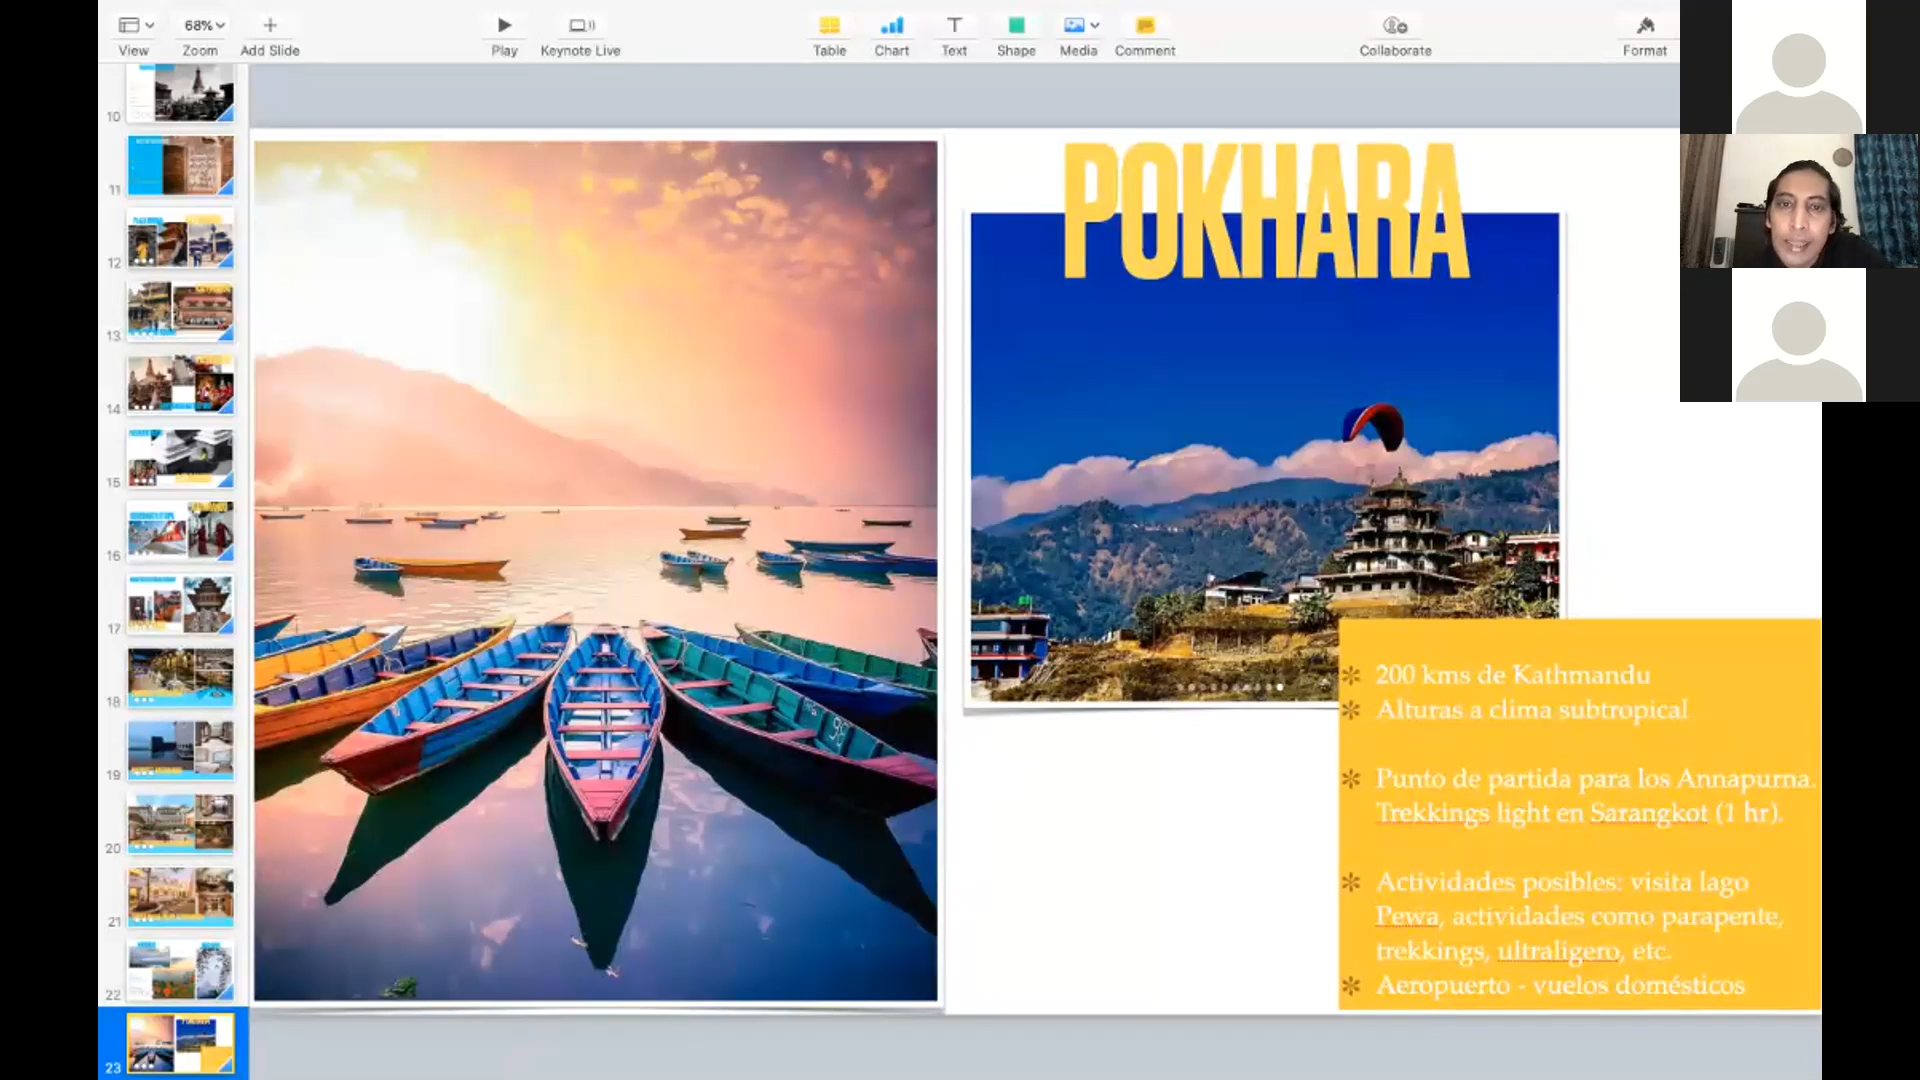 68%
View
Zoom
Add Slide
Play
Keynote Live
Table
Chart
Text
Shape
Media
Comment
Collaborate
Format
10
11
12
13
14
15
16
17
18
19
20
21
22
23
POKHARA
98
✻ 200 kms de Kathmandu
✻ Alturas a clima subtropical
✻ Punto de partida para los Annapurna.
Trekkings light en Sarangkot (1 hr).
✻ Actividades posibles: visita lago
Pewa, actividades como parapente,
trekkings, ultraligero, etc.
✻ Aeropuerto - vuelos domésticos